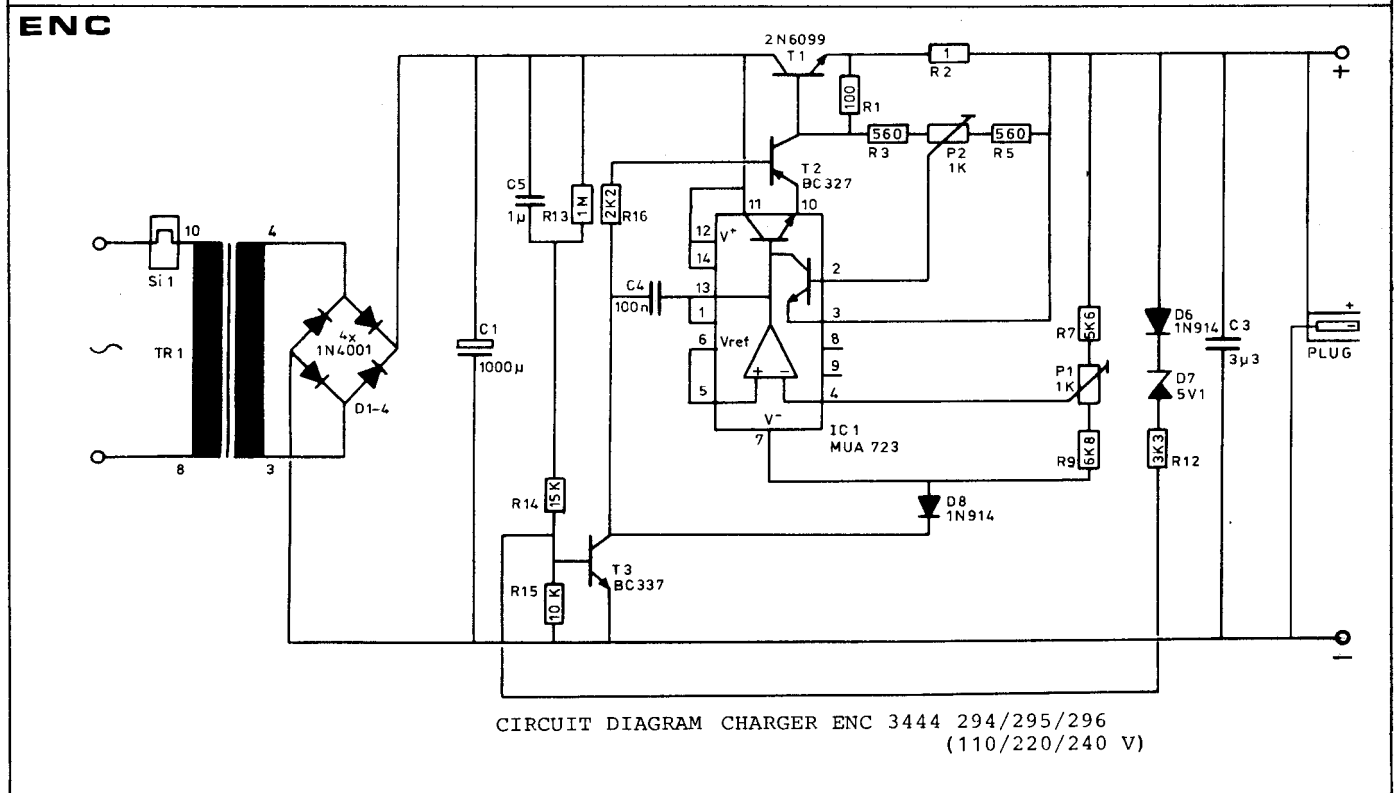 ENC
2N6099
T1
1
R2
+
100
R1
560
R3
P2
1K
560
R5
T2
BC327
C5
1µ
R13
1M
2K2
R16
11
10
12
V+
14
13
1
6
Vref
5
2
3
8
9
4
+
-
V-
7
IC1
MUA 723
C4
100n
Si 1
10
4
TR 1
8
3
4x
1N4001
D1-4
C1
1000µ
R7
5K6
P1
1K
R9
6K8
D6
1N914
D7
5V1
3K3
R12
C3
3µ3
+
-
PLUG
R14
15K
D8
1N914
T3
BC337
R15
10K
-
CIRCUIT DIAGRAM CHARGER ENC 3444 294/295/296
(110/220/240 V)